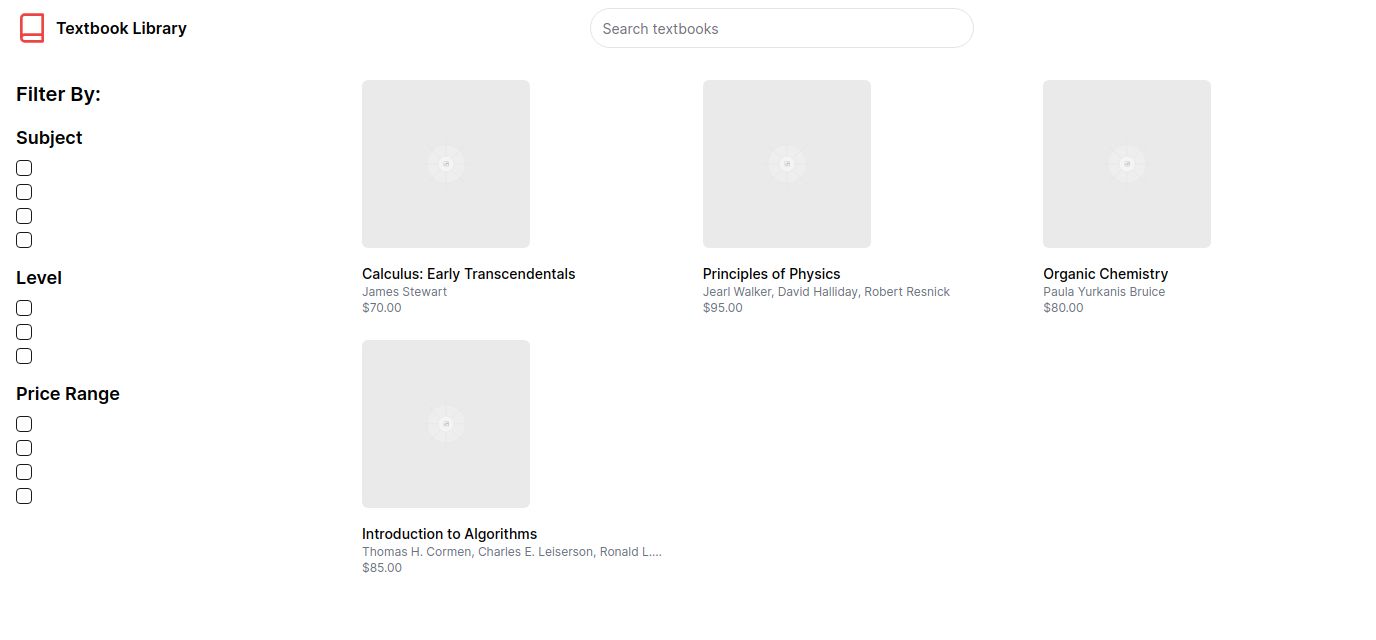 Textbook Library
Search textbooks
Filter By:
Subject
Level
Price Range
Calculus: Early Transcendentals
James Stewart
$70.00
Principles of Physics
Jearl Walker, David Halliday, Robert Resnick
$95.00
Organic Chemistry
Paula Yurkanis Bruice
$80.00
Introduction to Algorithms
Thomas H. Cormen, Charles E. Leiserson, Ronald L....
$85.00